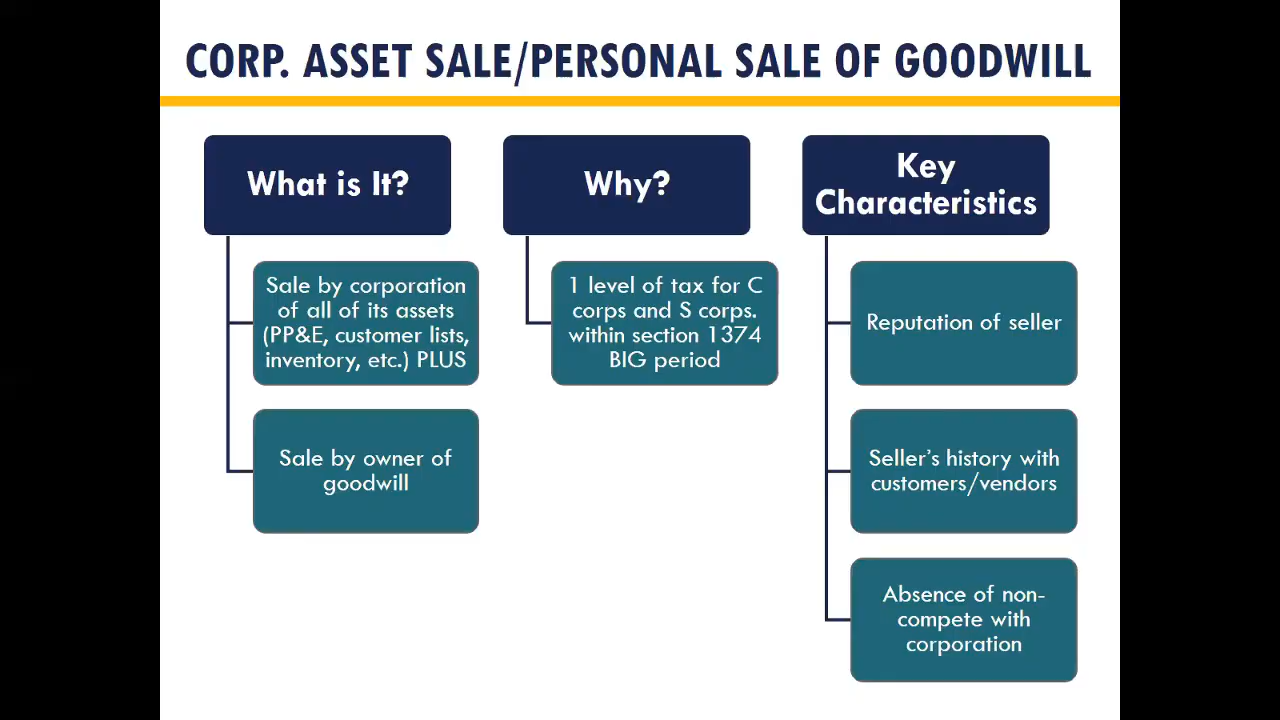 CORP. ASSET SALE/PERSONAL SALE OF GOODWILL
What is It?
Sale by corporation
of all of its assets
(PP&E, customer lists,
inventory, etc.) PLUS
Sale by owner of
goodwill
Why?
1 level of tax for C
corps and S corps.
within section 1374
BIG period
Key
Characteristics
Reputation of seller
Seller’s history with
customers/vendors
Absence of non-
compete with
corporation